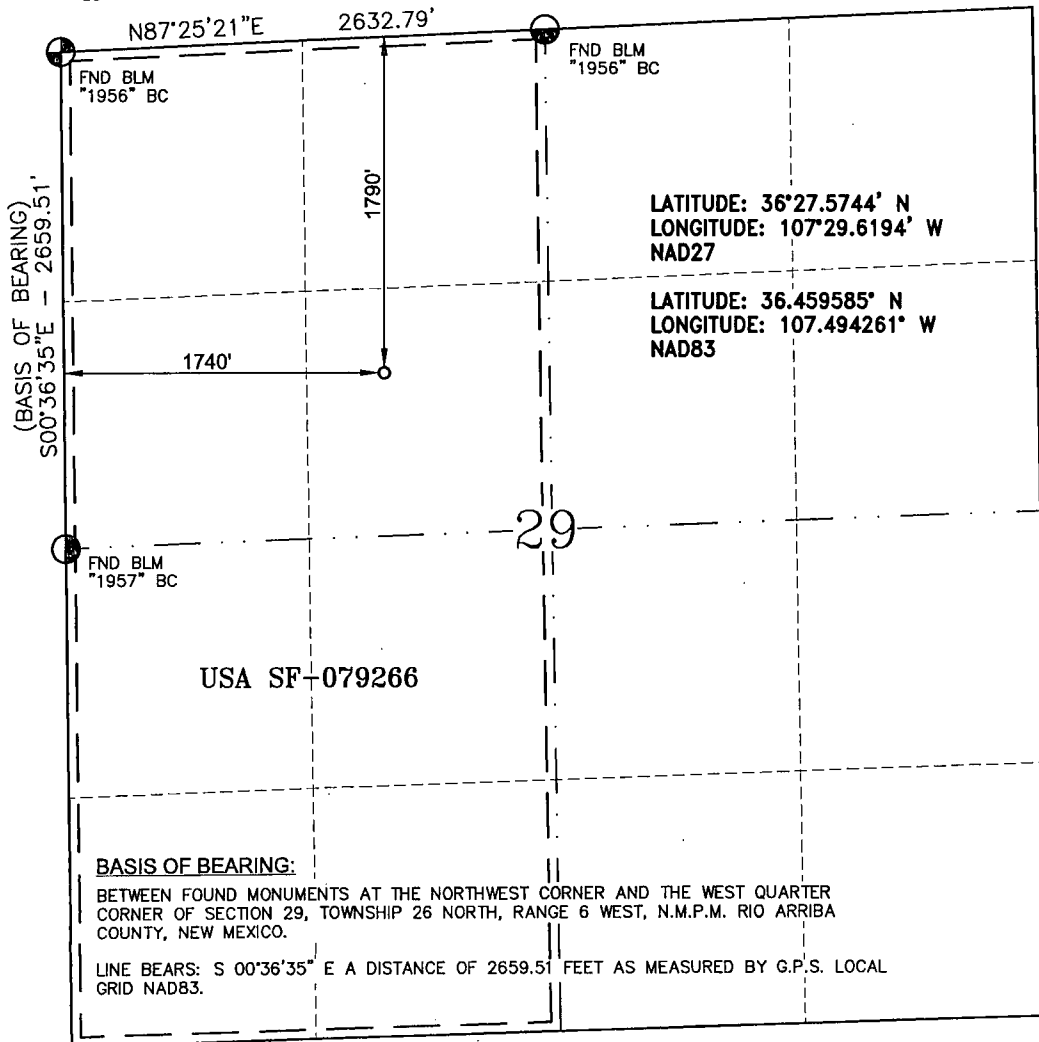 N87°25'21"E 2632.79'
FND BLM
"1956" BC
FND BLM
"1956" BC
(BASIS OF BEARING)
S00°36'35"E - 2659.51'
1790'
LATITUDE: 36°27.5744' N
LONGITUDE: 107°29.6194' W
NAD27
LATITUDE: 36.459585° N
LONGITUDE: 107.494261° W
NAD83
1740'
29
FND BLM
"1957" BC
USA SF-079266
BASIS OF BEARING:
BETWEEN FOUND MONUMENTS AT THE NORTHWEST CORNER AND THE WEST QUARTER
CORNER OF SECTION 29, TOWNSHIP 26 NORTH, RANGE 6 WEST, N.M.P.M. RIO ARRIBA
COUNTY, NEW MEXICO.
LINE BEARS: S 00°36'35" E A DISTANCE OF 2659.51 FEET AS MEASURED BY G.P.S. LOCAL
GRID NAD83.